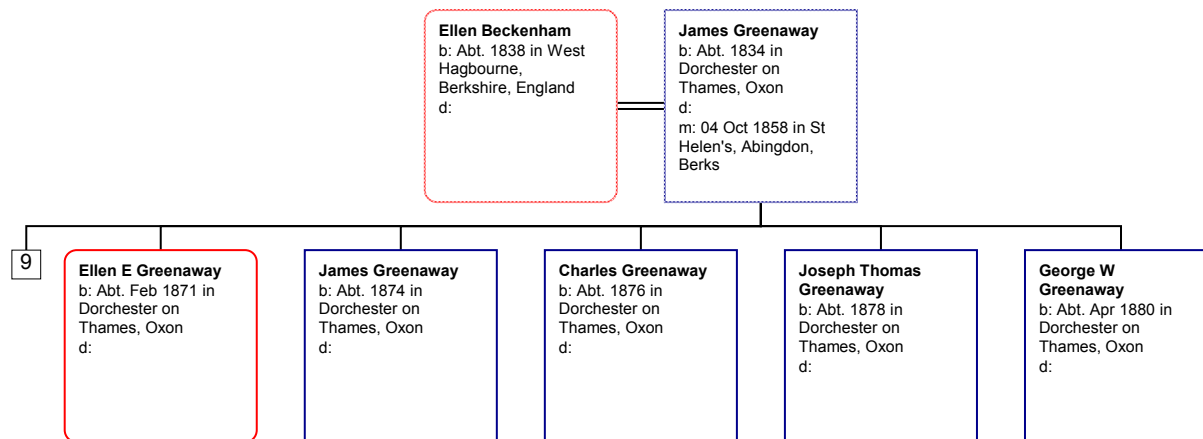 Ellen Beckenham
b: Abt. 1838 in West
Hagbourne,
Berkshire, England
d:
James Greenaway
b: Abt. 1834 in
Dorchester on
Thames, Oxon
d:
m: 04 Oct 1858 in St
Helen's, Abingdon,
Berks
9
Ellen E Greenaway
b: Abt. Feb 1871 in
Dorchester on
Thames, Oxon
d:
James Greenaway
b: Abt. 1874 in
Dorchester on
Thames, Oxon
d:
Charles Greenaway
b: Abt. 1876 in
Dorchester on
Thames, Oxon
d:
Joseph Thomas
Greenaway
b: Abt. 1878 in
Dorchester on
Thames, Oxon
d:
George W
Greenaway
b: Abt. Apr 1880 in
Dorchester on
Thames, Oxon
d: